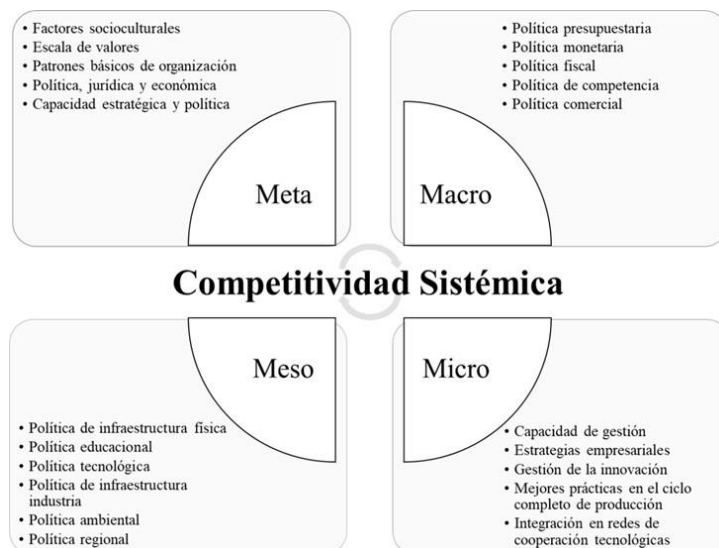 • Factores socioculturales
• Escala de valores
• Patrones básicos de organización
• Política, jurídica y económica
• Capacidad estratégica y política
Meta
• Política presupuestaria
• Política monetaria
• Política fiscal
• Política de competencia
• Política comercial
Macro
Competitividad Sistémica
Meso
• Política de infraestructura física
• Política educacional
• Política tecnológica
• Política de infraestructura
industria
• Política ambiental
• Política regional
Micro
• Capacidad de gestión
• Estrategias empresariales
• Gestión de la innovación
• Mejores prácticas en el ciclo
completo de producción
• Integración en redes de
cooperación tecnológicas